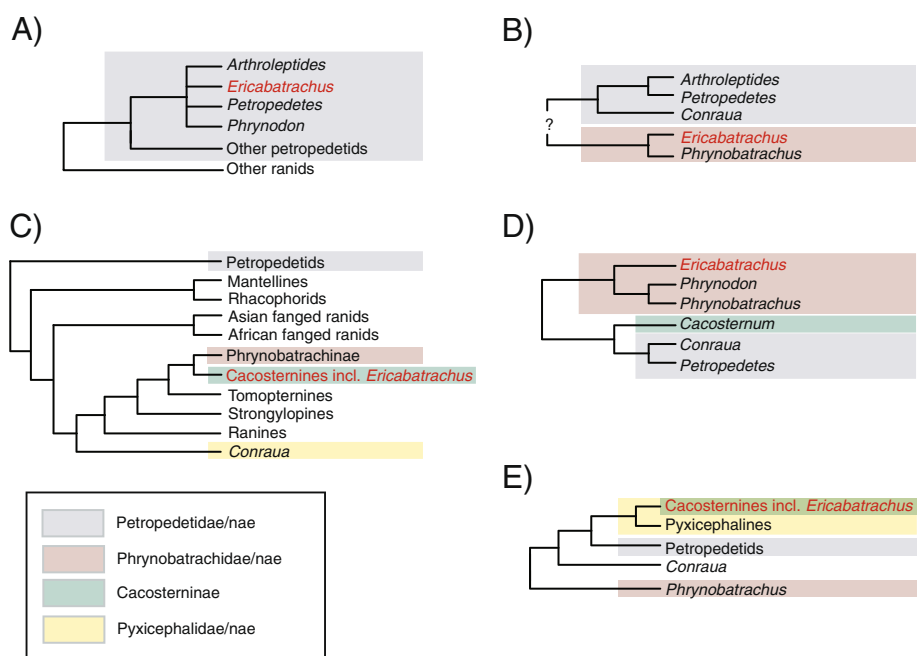 A)
Arthroleptides
Ericabatrachus
Petropedetes
Phrynodon
Other petropedetids
Other ranids
B)
Arthroleptides
Petropedetes
Conraua
?
Ericabatrachus
Phrynobatrachus
C)
Petropedetids
Mantellines
Rhacophorids
Asian fanged ranids
African fanged ranids
Phrynobatrachinae
Cacosternines incl. Ericabatrachus
Tomopternines
Strongylopines
Ranines
Conraua
D)
Ericabatrachus
Phrynodon
Phrynobatrachus
Cacosternum
Conraua
Petropedetes
E)
Cacosternines incl. Ericabatrachus
Pyxicephalines
Petropedetids
Conraua
Phrynobatrachus
Petropedetidae/nae
Phrynobatrachidae/nae
Cacosterninae
Pyxicephalidae/nae